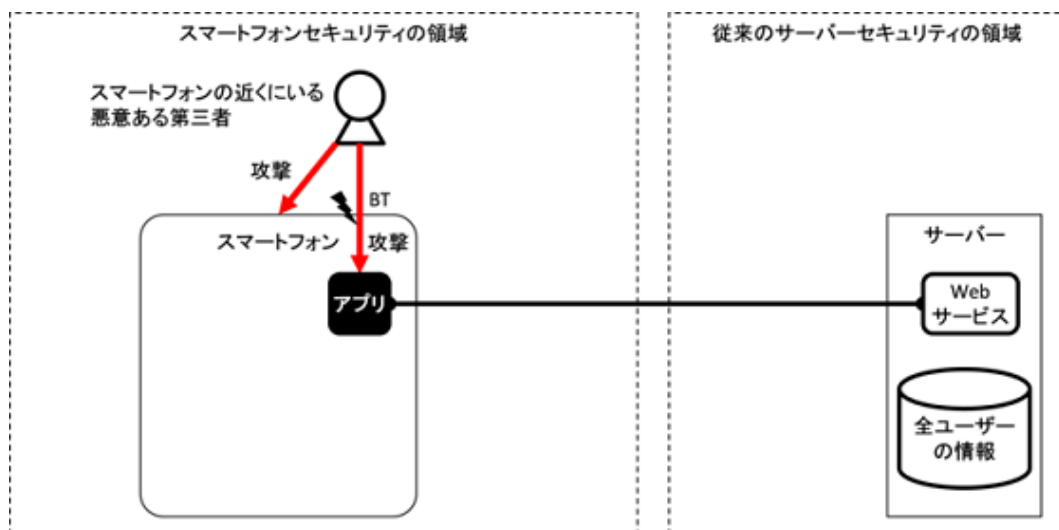 スマートフォンセキュリティの領域
従来のサーバーセキュリティの領域
スマートフォンの近くにいる
悪意ある第三者
攻撃
BT
スマートフォン
攻撃
サーバー
アプリ
Web
サービス
全ユーザー
の情報